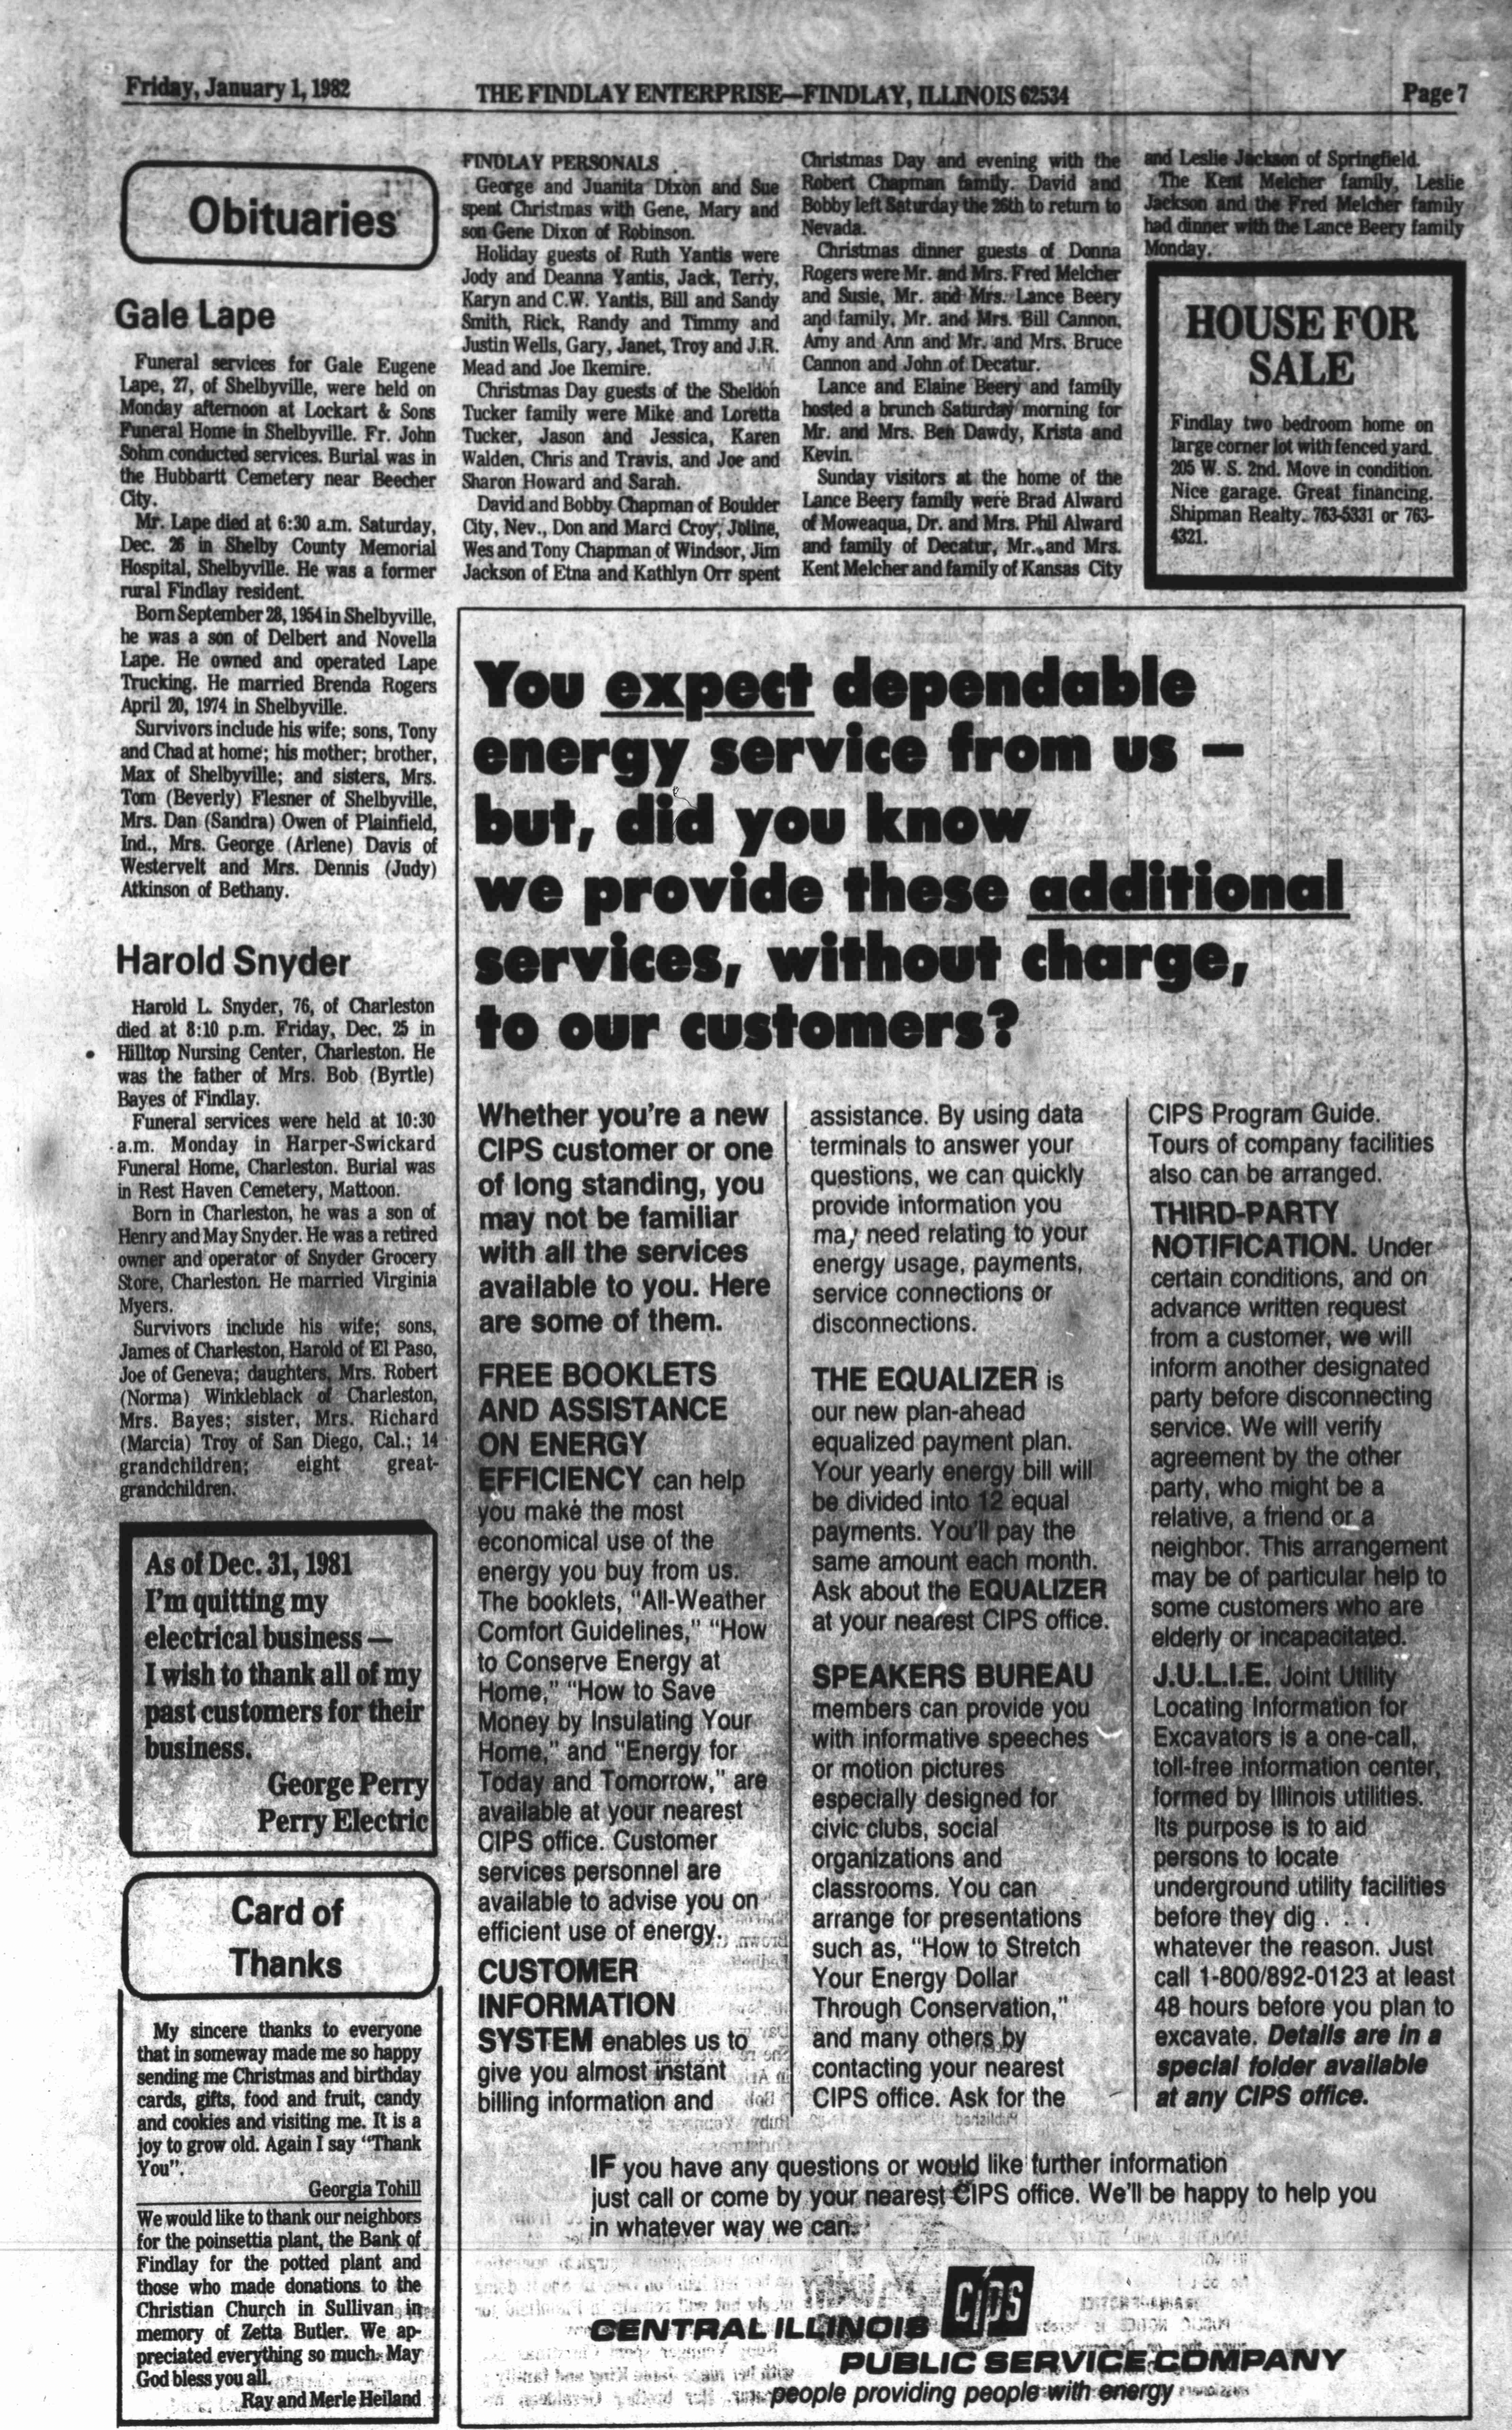 Friday, January 1, 1982
THE FINDLAY ENTERPRISE—FINDLAY, ILLINOIS 62534
Page 7
Obituaries
Gale Lape
Funeral services for Gale Eugene
Lape, 27, of Shelbyville, were held on
Monday afternoon at Lockart & Sons
Funeral Home in Shelbyville. Fr. John
Sohm conducted services. Burial was in
the Hubbartt Cemetery near Beecher
City.
Mr. Lape died at 6:30 a.m. Saturday,
Dec. 26 in Shelby County Memorial
Hospital, Shelbyville. He was a former
rural Findlay resident.
Born September 28, 1954 in Shelbyville,
he was a son of Delbert and Novella
Lape. He owned and operated Lape
Trucking. He married Brenda Rogers
April 20, 1974 in Shelbyville.
Survivors include his wife; sons, Tony
and Chad at home; his mother; brother,
Max of Shelbyville; and sisters, Mrs.
Tom (Beverly) Flesner of Shelbyville,
Mrs. Dan (Sandra) Owen of Plainfield,
Ind., Mrs. George (Arlene) Davis of
Westervelt and Mrs. Dennis (Judy)
Atkinson of Bethany.
Harold Snyder
Harold L. Snyder, 76, of Charleston
died at 8:10 p.m. Friday, Dec. 25 in
Hilltop Nursing Center, Charleston. He
was the father of Mrs. Bob (Byrtle)
Bayes of Findlay.
Funeral services were held at 10:30
a.m. Monday in Harper-Swickard
Funeral Home, Charleston. Burial was
in Rest Haven Cemetery, Mattoon.
Born in Charleston, he was a son of
Henry and May Snyder. He was a retired
owner and operator of Snyder Grocery
Store, Charleston. He married Virginia
Myers.
Survivors include his wife; sons,
James of Charleston, Harold of El Paso,
Joe of Geneva; daughters, Mrs. Robert
(Norma) Winkleblack of Charleston,
Mrs. Bayes; sister, Mrs. Richard
(Marcia) Troy of San Diego, Cal.; 14
grandchildren; eight great-
grandchildren.
As of Dec. 31, 1981
I'm quitting my
electrical business —
I wish to thank all of my
past customers for their
business.
George Perry
Perry Electric
Card of
Thanks
My sincere thanks to everyone
that in someway made me so happy
sending me Christmas and birthday
cards, gifts, food and fruit, candy
and cookies and visiting me. It is a
joy to grow old. Again I say "Thank
You".
Georgia Tohill
We would like to thank our neighbors
for the poinsettia plant, the Bank of
Findlay for the potted plant and
those who made donations to the
Christian Church in Sullivan in
memory of Zetta Butler. We ap-
preciated everything so much. May
God bless you all.
Ray and Merle Heiland
FINDLAY PERSONALS
George and Juanita Dixon and Sue
spent Christmas with Gene, Mary and
son Gene Dixon of Robinson.
Holiday guests of Ruth Yantis were
Jody and Deanna Yantis, Jack, Terry,
Karyn and C.W. Yantis, Bill and Sandy
Smith, Rick, Randy and Timmy and
Justin Wells, Gary, Janet, Troy and J.R.
Mead and Joe Ikemire.
Christmas Day guests of the Sheldon
Tucker family were Mike and Loretta
Tucker, Jason and Jessica, Karen
Walden, Chris and Travis, and Joe and
Sharon Howard and Sarah.
David and Bobby Chapman of Boulder
City, Nev., Don and Marci Croy, Joline,
Wes and Tony Chapman of Windsor, Jim
Jackson of Etna and Kathlyn Orr spent
Christmas Day and evening with the
Robert Chapman family. David and
Bobby left Saturday the 26th to return to
Nevada.
Christmas dinner guests of Donna
Rogers were Mr. and Mrs. Fred Melcher
and Susie, Mr. and Mrs. Lance Beery
and family, Mr. and Mrs. Bill Cannon,
Amy and Ann and Mr. and Mrs. Bruce
Cannon and John of Decatur.
Lance and Elaine Beery and family
hosted a brunch Saturday morning for
Mr. and Mrs. Ben Dawdy, Krista and
Kevin.
Sunday visitors at the home of the
Lance Beery family were Brad Alward
of Moweaqua, Dr. and Mrs. Phil Alward
and family of Decatur, Mr. and Mrs.
Kent Melcher and family of Kansas City
and Leslie Jackson of Springfield.
The Kent Melcher family, Leslie
Jackson and the Fred Melcher family
had dinner with the Lance Beery family
Monday.
HOUSE FOR
SALE
Findlay two bedroom home on
large corner lot with fenced yard.
205 W. S. 2nd. Move in condition.
Nice garage. Great financing.
Shipman Realty. 763-5331 or 763-
4321.
You expect dependable
energy service from us —
but, did you know
we provide these additional
services, without charge,
to our customers?
Whether you're a new
CIPS customer or one
of long standing, you
may not be familiar
with all the services
available to you. Here
are some of them.
FREE BOOKLETS
AND ASSISTANCE
ON ENERGY
EFFICIENCY can help
you make the most
economical use of the
energy you buy from us.
The booklets, "All-Weather
Comfort Guidelines," "How
to Conserve Energy at
Home," "How to Save
Money by Insulating Your
Home," and "Energy for
Today and Tomorrow," are
available at your nearest
CIPS office. Customer
services personnel are
available to advise you on
efficient use of energy.
CUSTOMER
INFORMATION
SYSTEM enables us to
give you almost instant
billing information and
assistance. By using data
terminals to answer your
questions, we can quickly
provide information you
may need relating to your
energy usage, payments,
service connections or
disconnections.
THE EQUALIZER is
our new plan-ahead
equalized payment plan.
Your yearly energy bill will
be divided into 12 equal
payments. You'll pay the
same amount each month.
Ask about the EQUALIZER
at your nearest CIPS office.
SPEAKERS BUREAU
members can provide you
with informative speeches
or motion pictures
especially designed for
civic clubs, social
organizations and
classrooms. You can
arrange for presentations
such as, "How to Stretch
Your Energy Dollar
Through Conservation,"
and many others by
contacting your nearest
CIPS office. Ask for the
CIPS Program Guide.
Tours of company facilities
also can be arranged.
THIRD-PARTY
NOTIFICATION. Under
certain conditions, and on
advance written request
from a customer, we will
inform another designated
party before disconnecting
service. We will verify
agreement by the other
party, who might be a
relative, a friend or a
neighbor. This arrangement
may be of particular help to
some customers who are
elderly or incapacitated.
J.U.L.I.E. Joint Utility
Locating Information for
Excavators is a one-call,
toll-free information center,
formed by Illinois utilities.
Its purpose is to aid
persons to locate
underground utility facilities
before they dig . . .
whatever the reason. Just
call 1-800/892-0123 at least
48 hours before you plan to
excavate. Details are in a
special folder available
at any CIPS office.
IF you have any questions or would like further information
just call or come by your nearest CIPS office. We'll be happy to help you
in whatever way we can.
CIPS
CENTRAL ILLINOIS
PUBLIC SERVICE COMPANY
people providing people with energy